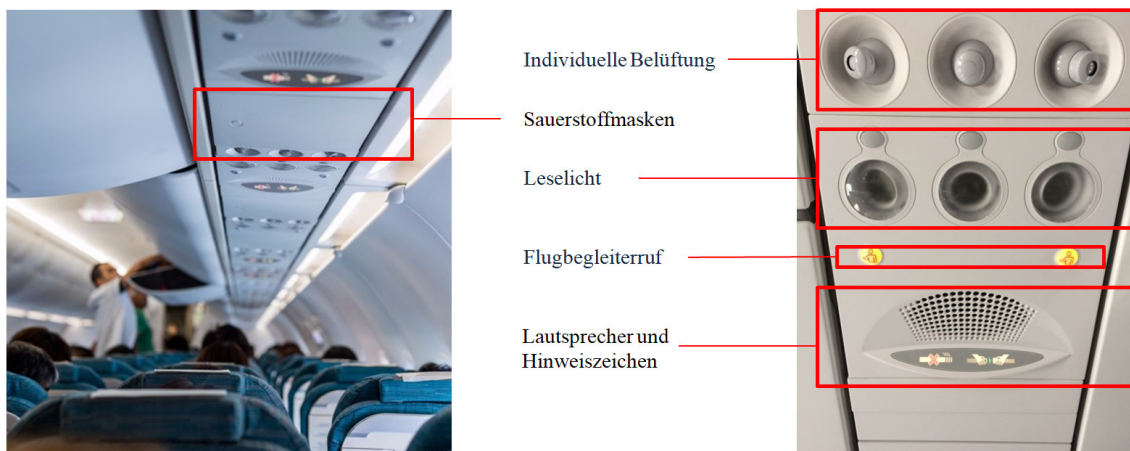 Individuelle Belüftung
Sauerstoffmasken
Leselicht
Flugbegleiterruf
Lautsprecher und
Hinweiszeichen